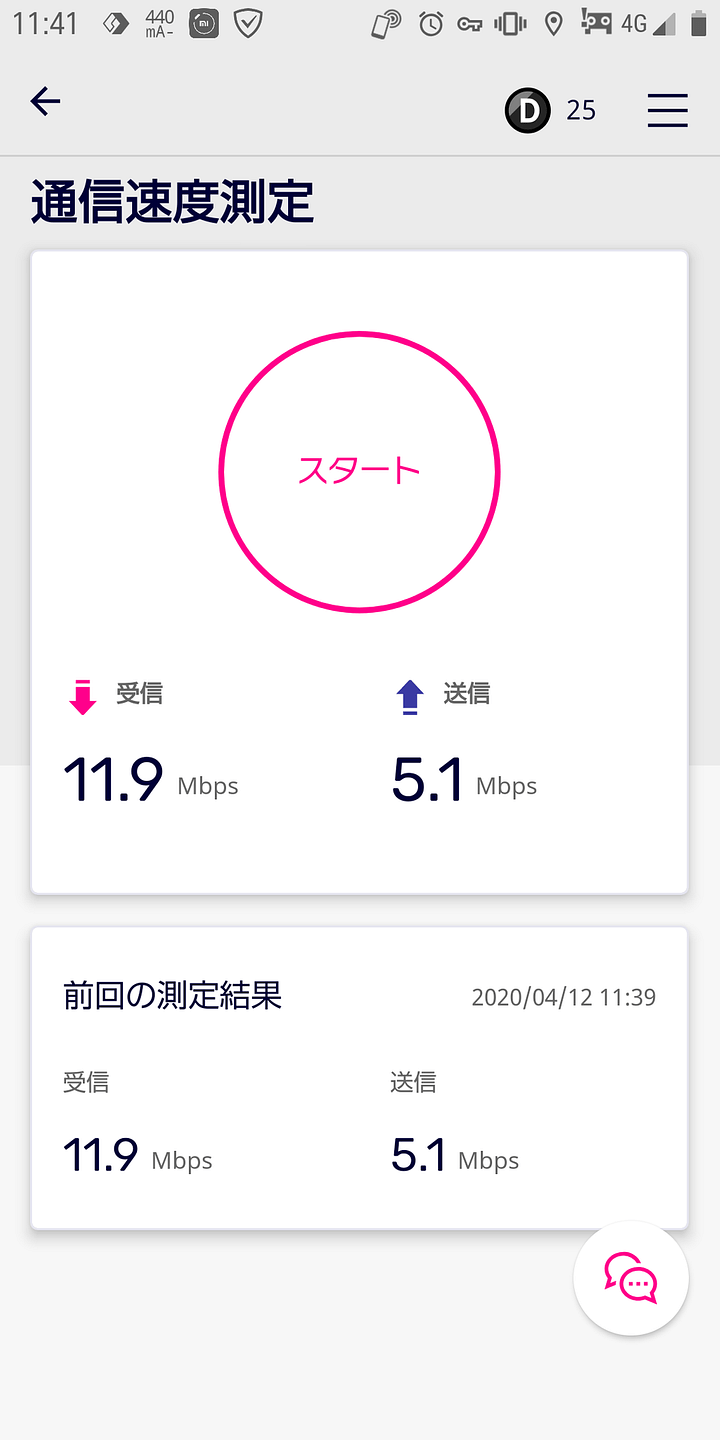 11:41 440 mA- mi 4G
D 25
通信速度測定
スタート
受信 送信
11.9 Mbps 5.1 Mbps
前回の測定結果 2020/04/12 11:39
受信 送信
11.9 Mbps 5.1 Mbps